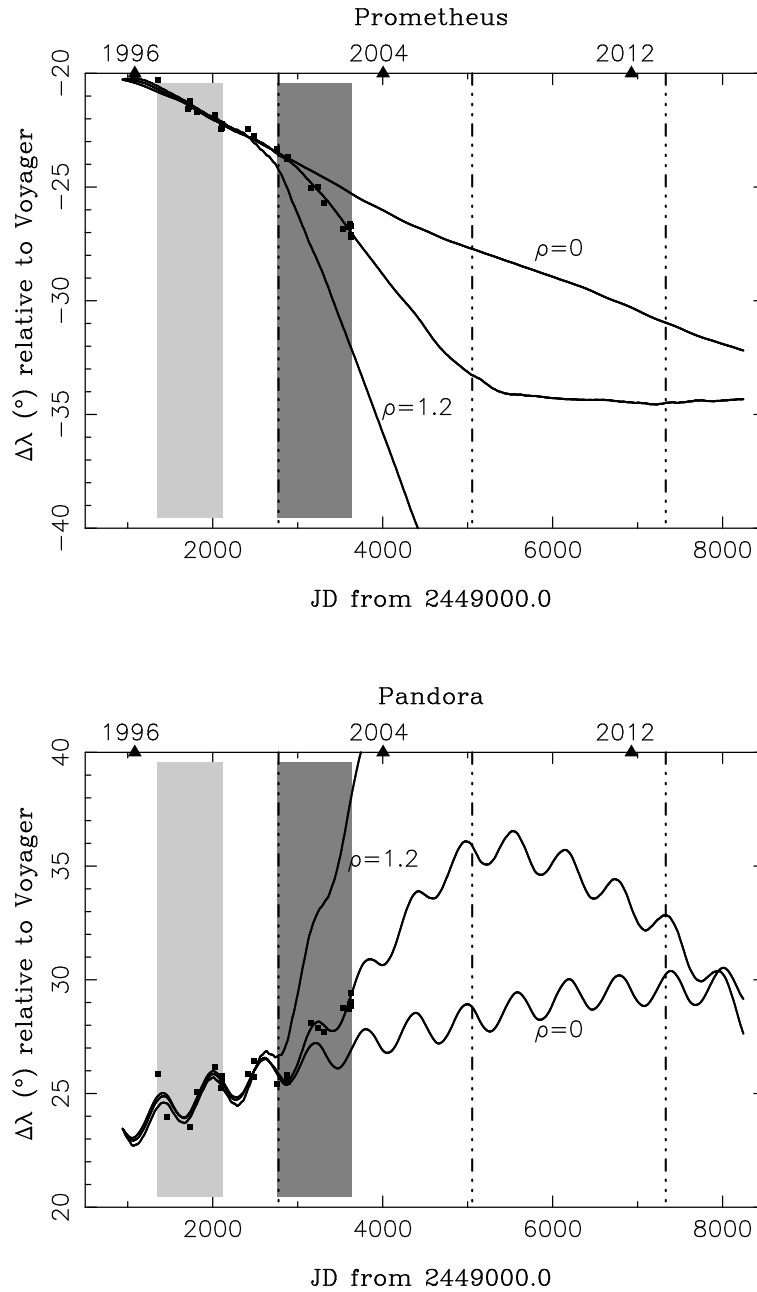 Prometheus
1996 2004 2012
−20
−25
−30
−35
−40
Δλ (°) relative to Voyager
ρ=0
ρ=1.2
2000 4000 6000 8000
JD from 2449000.0
Pandora
1996 2004 2012
40
35
30
25
20
Δλ (°) relative to Voyager
ρ=1.2
ρ=0
2000 4000 6000 8000
JD from 2449000.0